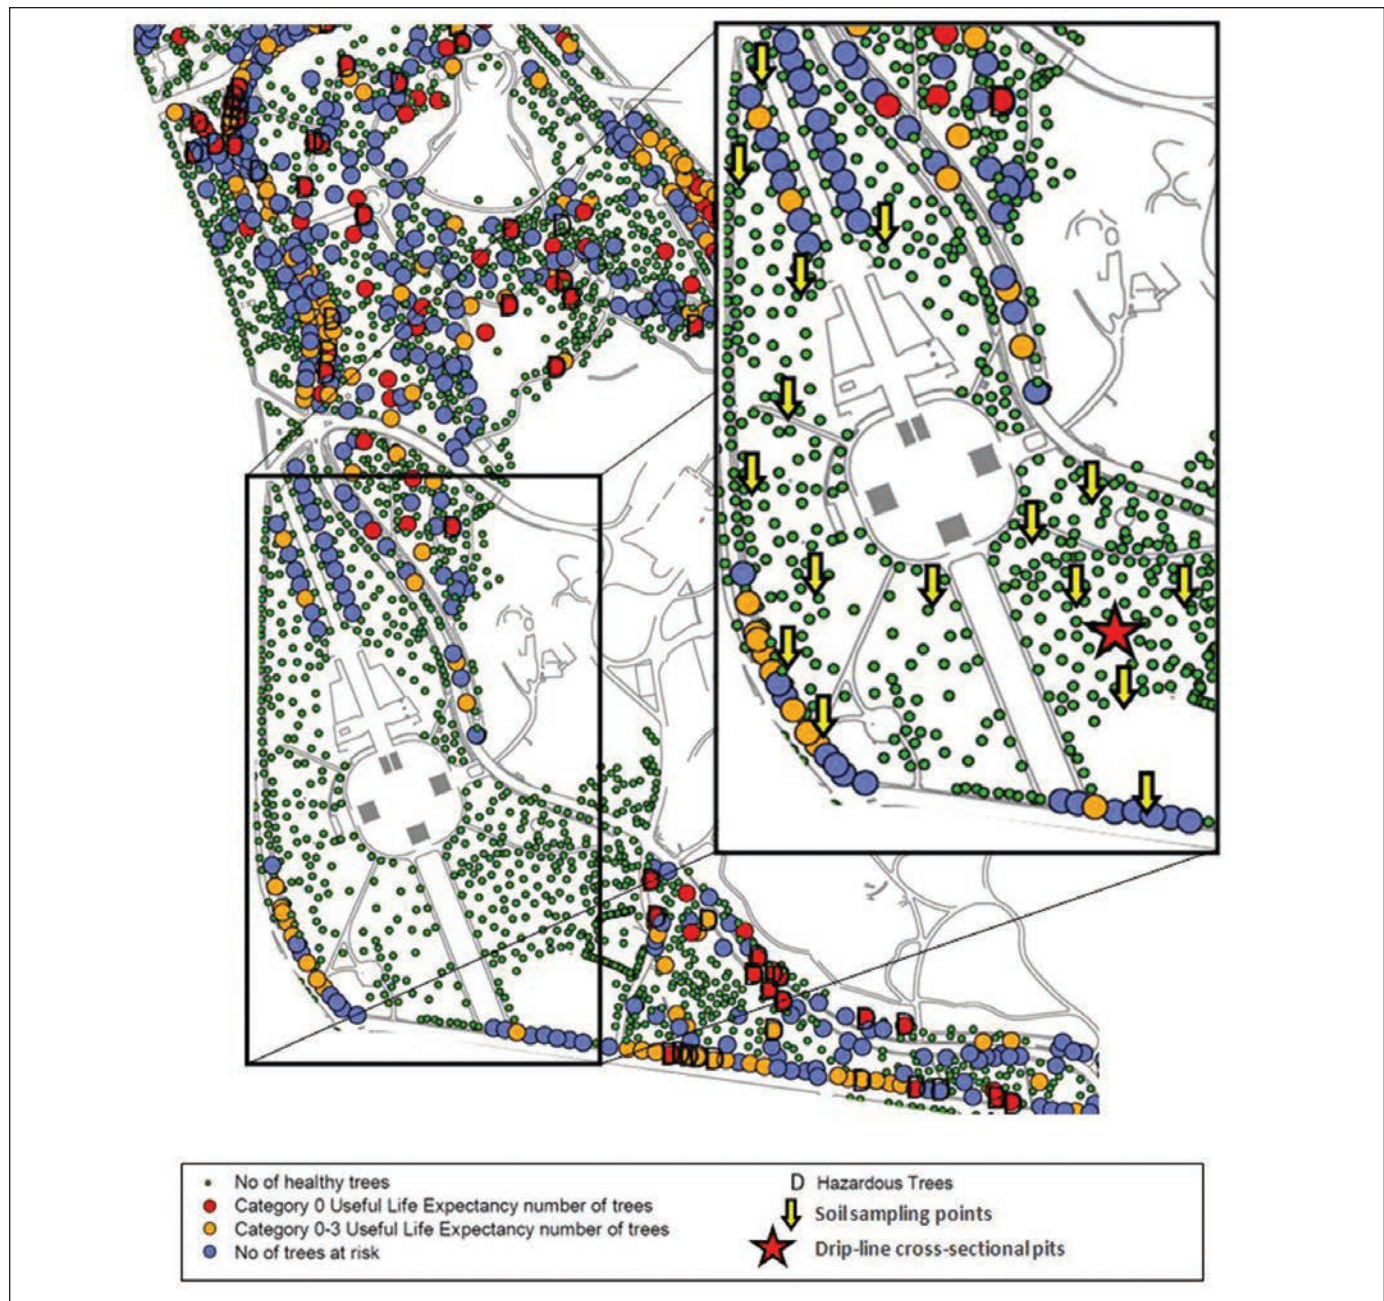 No of healthy trees
Category 0 Useful Life Expectancy number of trees
Category 0-3 Useful Life Expectancy number of trees
No of trees at risk
D Hazardous Trees
Soil sampling points
Drip-line cross-sectional pits